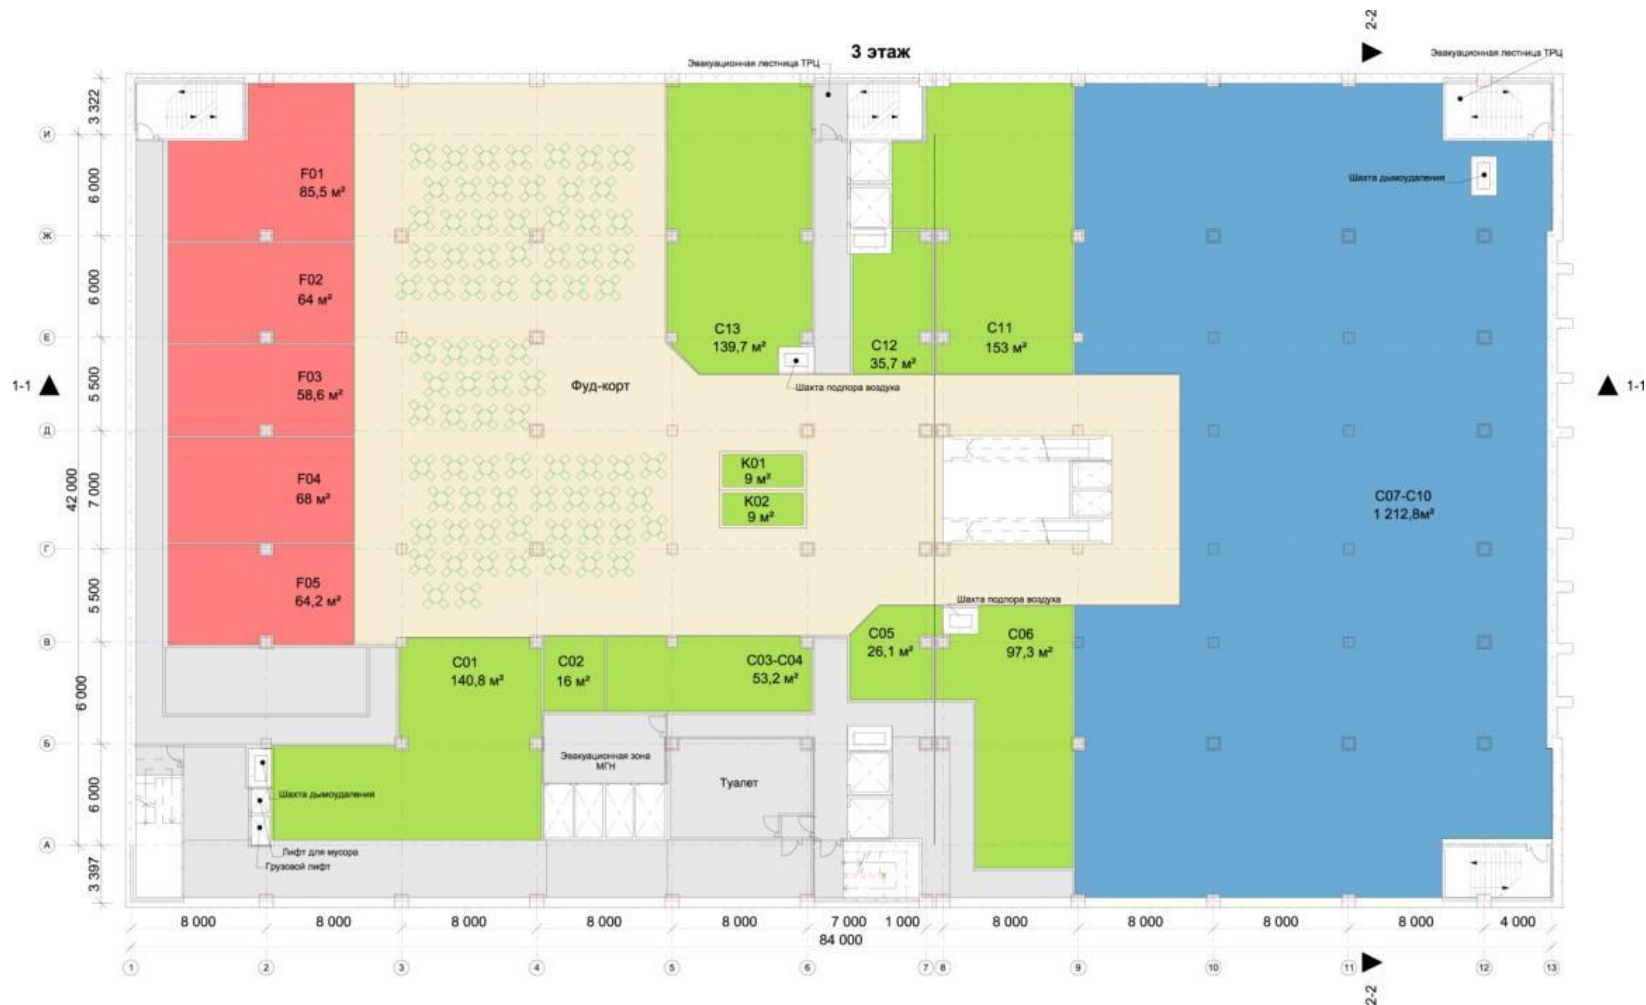 2-2
3 этаж
Эвакуационная лестница ТРЦ
Эвакуационная лестница ТРЦ
3 322
И
6 000
F01
85,5 м²
Шахта дымоудаления
Ж
6 000
F02
64 м²
Е
C13
139,7 м²
C12
35,7 м²
C11
153 м²
1-1
5 500
F03
58,6 м²
Фуд-корт
Шахта подпора воздуха
1-1
Д
42 000
7 000
F04
68 м²
K01
9 м²
K02
9 м²
C07-C10
1 212,8м²
Г
5 500
F05
64,2 м²
Шахта подпора воздуха
В
C01
140,8 м²
C02
16 м²
C03-C04
53,2 м²
C05
26,1 м²
C06
97,3 м²
6 000
Б
Эвакуационная зона
МГН
Туалет
6 000
Шахта дымоудаления
А
Лифт для мусора
Грузовой лифт
3 397
8 000
8 000
8 000
8 000
8 000
7 000
1 000
8 000
8 000
8 000
8 000
4 000
84 000
1
2
3
4
5
6
7
8
9
10
11
12
13
2-2